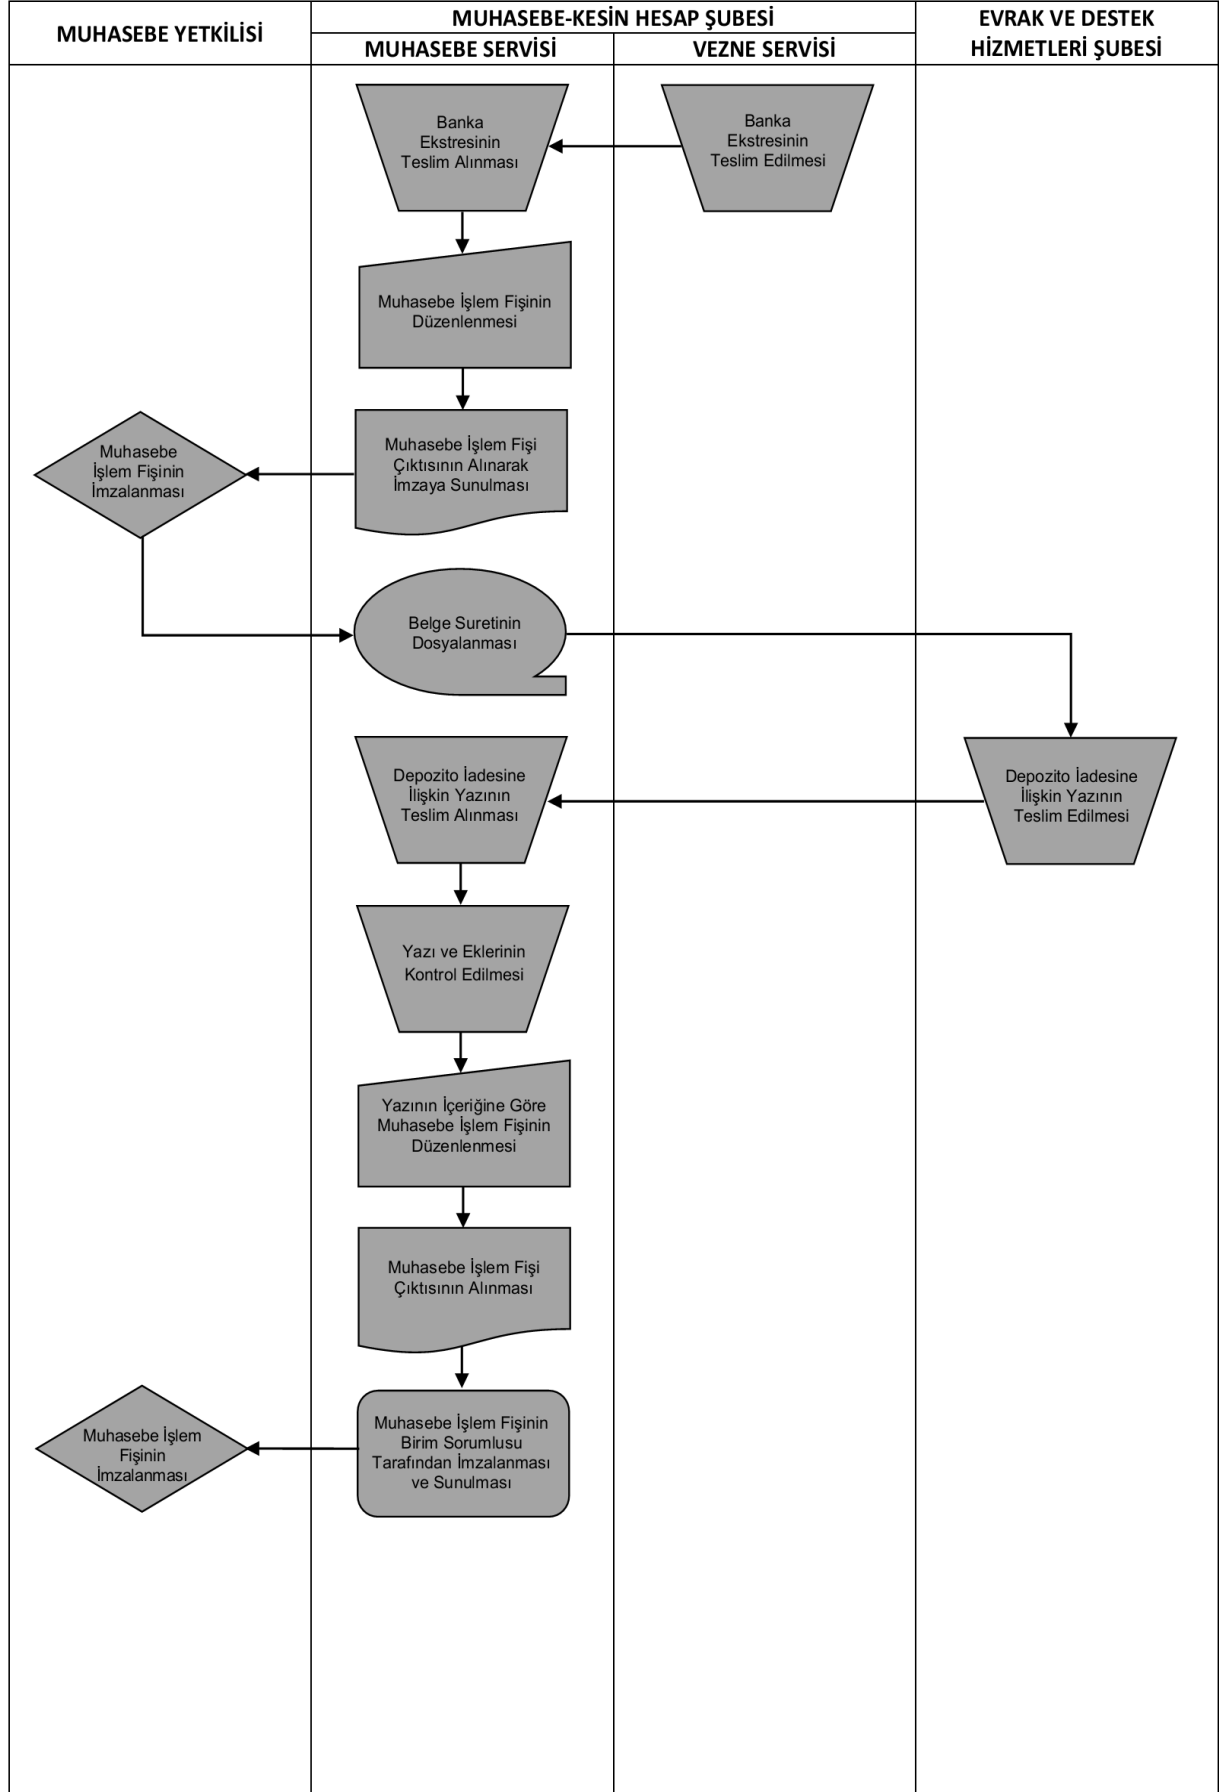 MUHASEBE YETKİLİSİ
MUHASEBE-KESİN HESAP ŞUBESİ
MUHASEBE SERVİSİ
VEZNE SERVİSİ
EVRAK VE DESTEK
HİZMETLERİ ŞUBESİ
Banka
Ekstresinin
Teslim Alınması
Banka
Ekstresinin
Teslim Edilmesi
Muhasebe İşlem Fişinin
Düzenlenmesi
Muhasebe İşlem Fişi
Çıktısının Alınarak
İmzaya Sunulması
Muhasebe
İşlem Fişinin
İmzalanması
Belge Suretinin
Dosyalanması
Depozito İadesine
İlişkin Yazının
Teslim Alınması
Depozito İadesine
İlişkin Yazının
Teslim Edilmesi
Yazı ve Eklerinin
Kontrol Edilmesi
Yazının İçeriğine Göre
Muhasebe İşlem Fişinin
Düzenlenmesi
Muhasebe İşlem Fişi
Çıktısının Alınması
Muhasebe İşlem Fişinin
Birim Sorumlusu
Tarafından İmzalanması
ve Sunulması
Muhasebe İşlem
Fişinin
İmzalanması